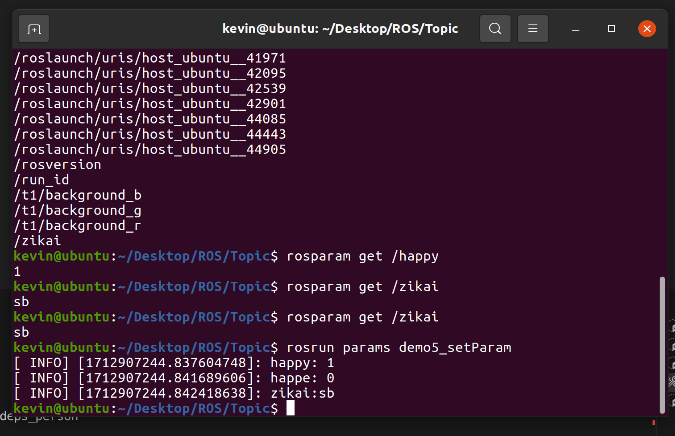 kevin@ubuntu: ~/Desktop/ROS/Topic
/roslaunch/uris/host_ubuntu__41971
/roslaunch/uris/host_ubuntu__42095
/roslaunch/uris/host_ubuntu__42539
/roslaunch/uris/host_ubuntu__42901
/roslaunch/uris/host_ubuntu__44085
/roslaunch/uris/host_ubuntu__44443
/roslaunch/uris/host_ubuntu__44905
/rosversion
/run_id
/t1/background_b
/t1/background_g
/t1/background_r
/zikai
kevin@ubuntu:~/Desktop/ROS/Topic$ rosparam get /happy
1
kevin@ubuntu:~/Desktop/ROS/Topic$ rosparam get /zikai
sb
kevin@ubuntu:~/Desktop/ROS/Topic$ rosparam get /zikai
sb
kevin@ubuntu:~/Desktop/ROS/Topic$ rosrun params demo5_setParam
[ INFO] [1712907244.837604748]: happy: 1
[ INFO] [1712907244.841689606]: happe: 0
[ INFO] [1712907244.842418638]: zikai:sb
kevin@ubuntu:~/Desktop/ROS/Topic$